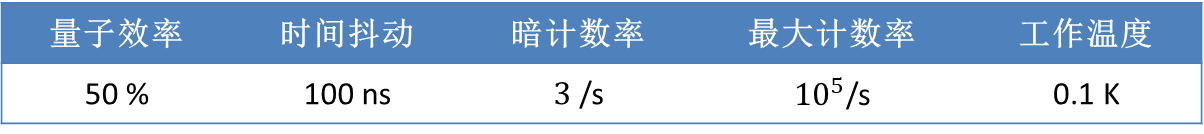 量子效率 时间抖动 暗计数率 最大计数率 工作温度
50 % 100 ns 3 /s 10⁵/s 0.1 K